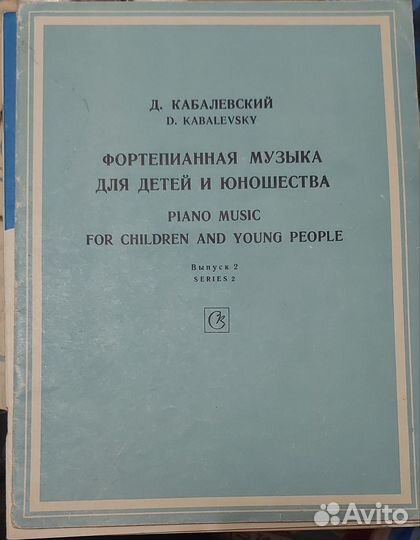 Д. КАБАЛЕВСКИЙ
D. KABALEVSKY
ФОРТЕПИАННАЯ МУЗЫКА
ДЛЯ ДЕТЕЙ И ЮНОШЕСТВА
PIANO MUSIC
FOR CHILDREN AND YOUNG PEOPLE
Выпуск 2
SERIES 2
СК
Avito